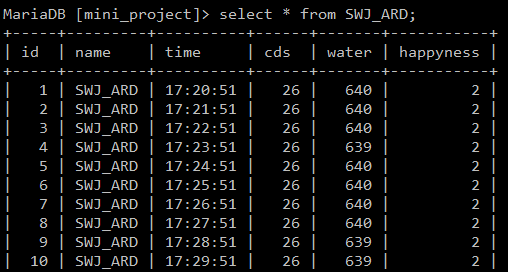 MariaDB [mini_project]> select * from SWJ_ARD;
+----+---------+----------+------+-------+-----------+
| id | name | time | cds | water | happyness |
+----+---------+----------+------+-------+-----------+
| 1 | SWJ_ARD | 17:20:51 | 26 | 640 | 2 |
| 2 | SWJ_ARD | 17:21:51 | 26 | 640 | 2 |
| 3 | SWJ_ARD | 17:22:51 | 26 | 640 | 2 |
| 4 | SWJ_ARD | 17:23:51 | 26 | 639 | 2 |
| 5 | SWJ_ARD | 17:24:51 | 26 | 640 | 2 |
| 6 | SWJ_ARD | 17:25:51 | 26 | 640 | 2 |
| 7 | SWJ_ARD | 17:26:51 | 26 | 640 | 2 |
| 8 | SWJ_ARD | 17:27:51 | 26 | 640 | 2 |
| 9 | SWJ_ARD | 17:28:51 | 26 | 639 | 2 |
| 10 | SWJ_ARD | 17:29:51 | 26 | 639 | 2 |